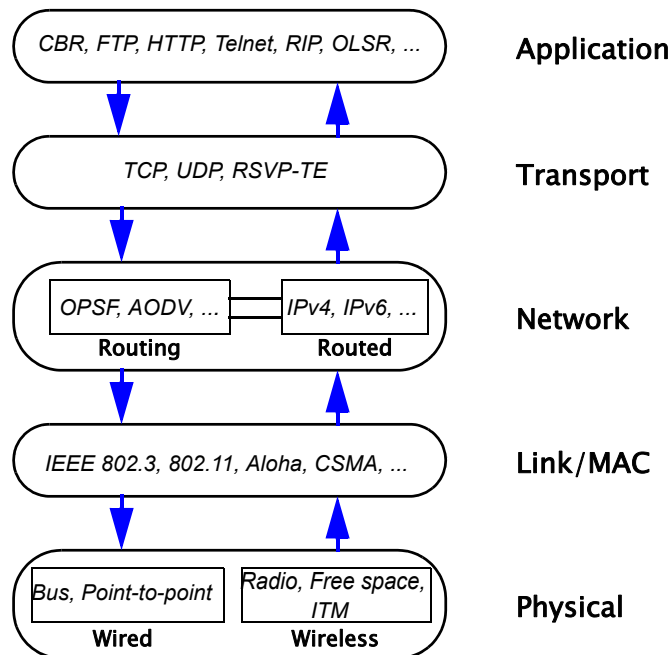 CBR, FTP, HTTP, Telnet, RIP, OLSR, ...
Application
TCP, UDP, RSVP-TE
Transport
OPSF, AODV, ...
IPv4, IPv6, ...
Routing
Routed
Network
IEEE 802.3, 802.11, Aloha, CSMA, ...
Link/MAC
Bus, Point-to-point
Radio, Free space,
ITM
Wired
Wireless
Physical